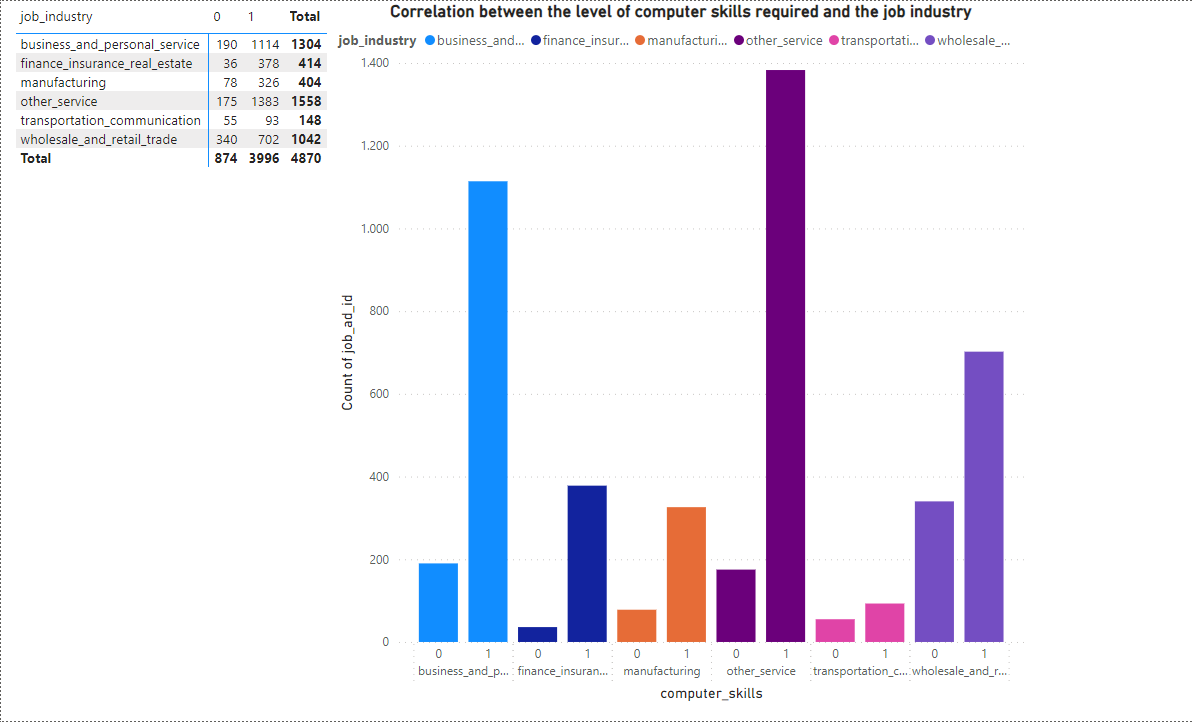 job_industry 0 1 Total
business_and_personal_service 190 1114 1304
finance_insurance_real_estate 36 378 414
manufacturing 78 326 404
other_service 175 1383 1558
transportation_communication 55 93 148
wholesale_and_retail_trade 340 702 1042
Total 874 3996 4870
Correlation between the level of computer skills required and the job industry
job_industry business_and... finance_insur... manufacturi... other_service transportati... wholesale_...
Count of job_ad_id
1.400
1.200
1.000
800
600
400
200
0
0 1 0 1 0 1 0 1 0 1 0 1
business_and_p... finance_insuran... manufacturing other_service transportation_c... wholesale_and_r...
computer_skills